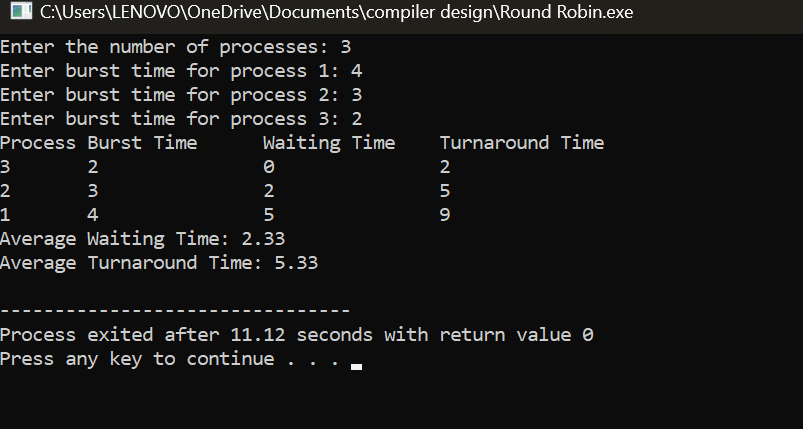 C:\Users\LENOVO\OneDrive\Documents\compiler design\Round Robin.exe
Enter the number of processes: 3
Enter burst time for process 1: 4
Enter burst time for process 2: 3
Enter burst time for process 3: 2
Process Burst Time      Waiting Time    Turnaround Time
3       2               0               2
2       3               2               5
1       4               5               9
Average Waiting Time: 2.33
Average Turnaround Time: 5.33
--------------------------------
Process exited after 11.12 seconds with return value 0
Press any key to continue . . .